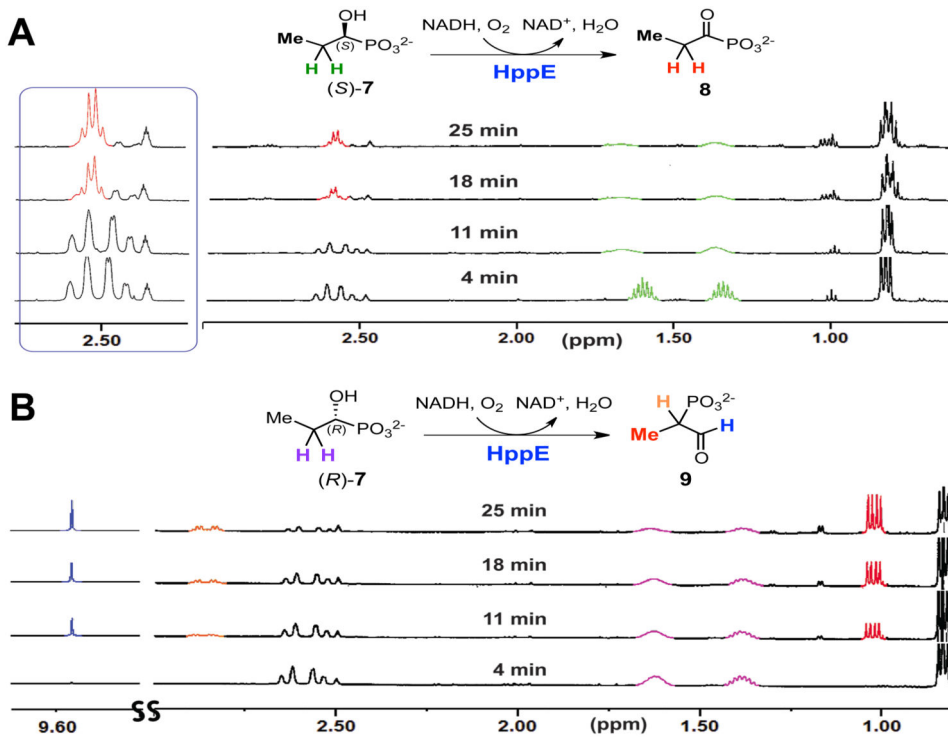 A
OH
NADH, O2 NAD+, H2O
O
Me (S) PO3 2- Me PO3 2-
H H HppE H H
(S)-7 8
25 min
18 min
11 min
4 min
2.50 2.50 2.00 (ppm) 1.50 1.00
B
OH
NADH, O2 NAD+, H2O
H PO3 2-
Me (R) PO3 2- Me H
H H HppE O
(R)-7 9
25 min
18 min
11 min
4 min
9.60 SS 2.50 2.00 (ppm) 1.50 1.00